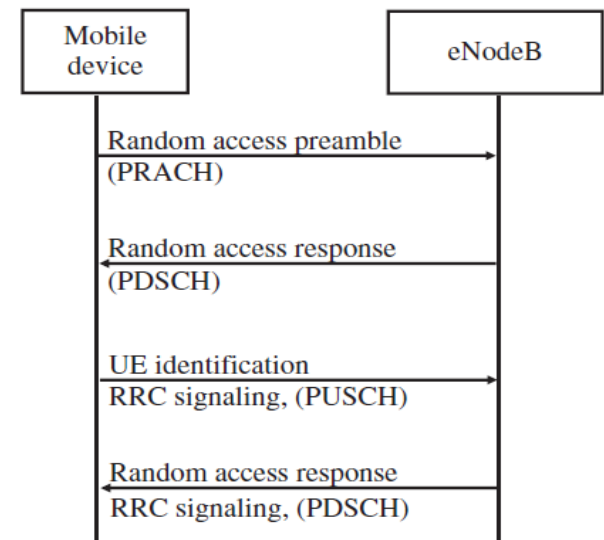 Mobile
device
eNodeB
Random access preamble
(PRACH)
Random access response
(PDSCH)
UE identification
RRC signaling, (PUSCH)
Random access response
RRC signaling, (PDSCH)